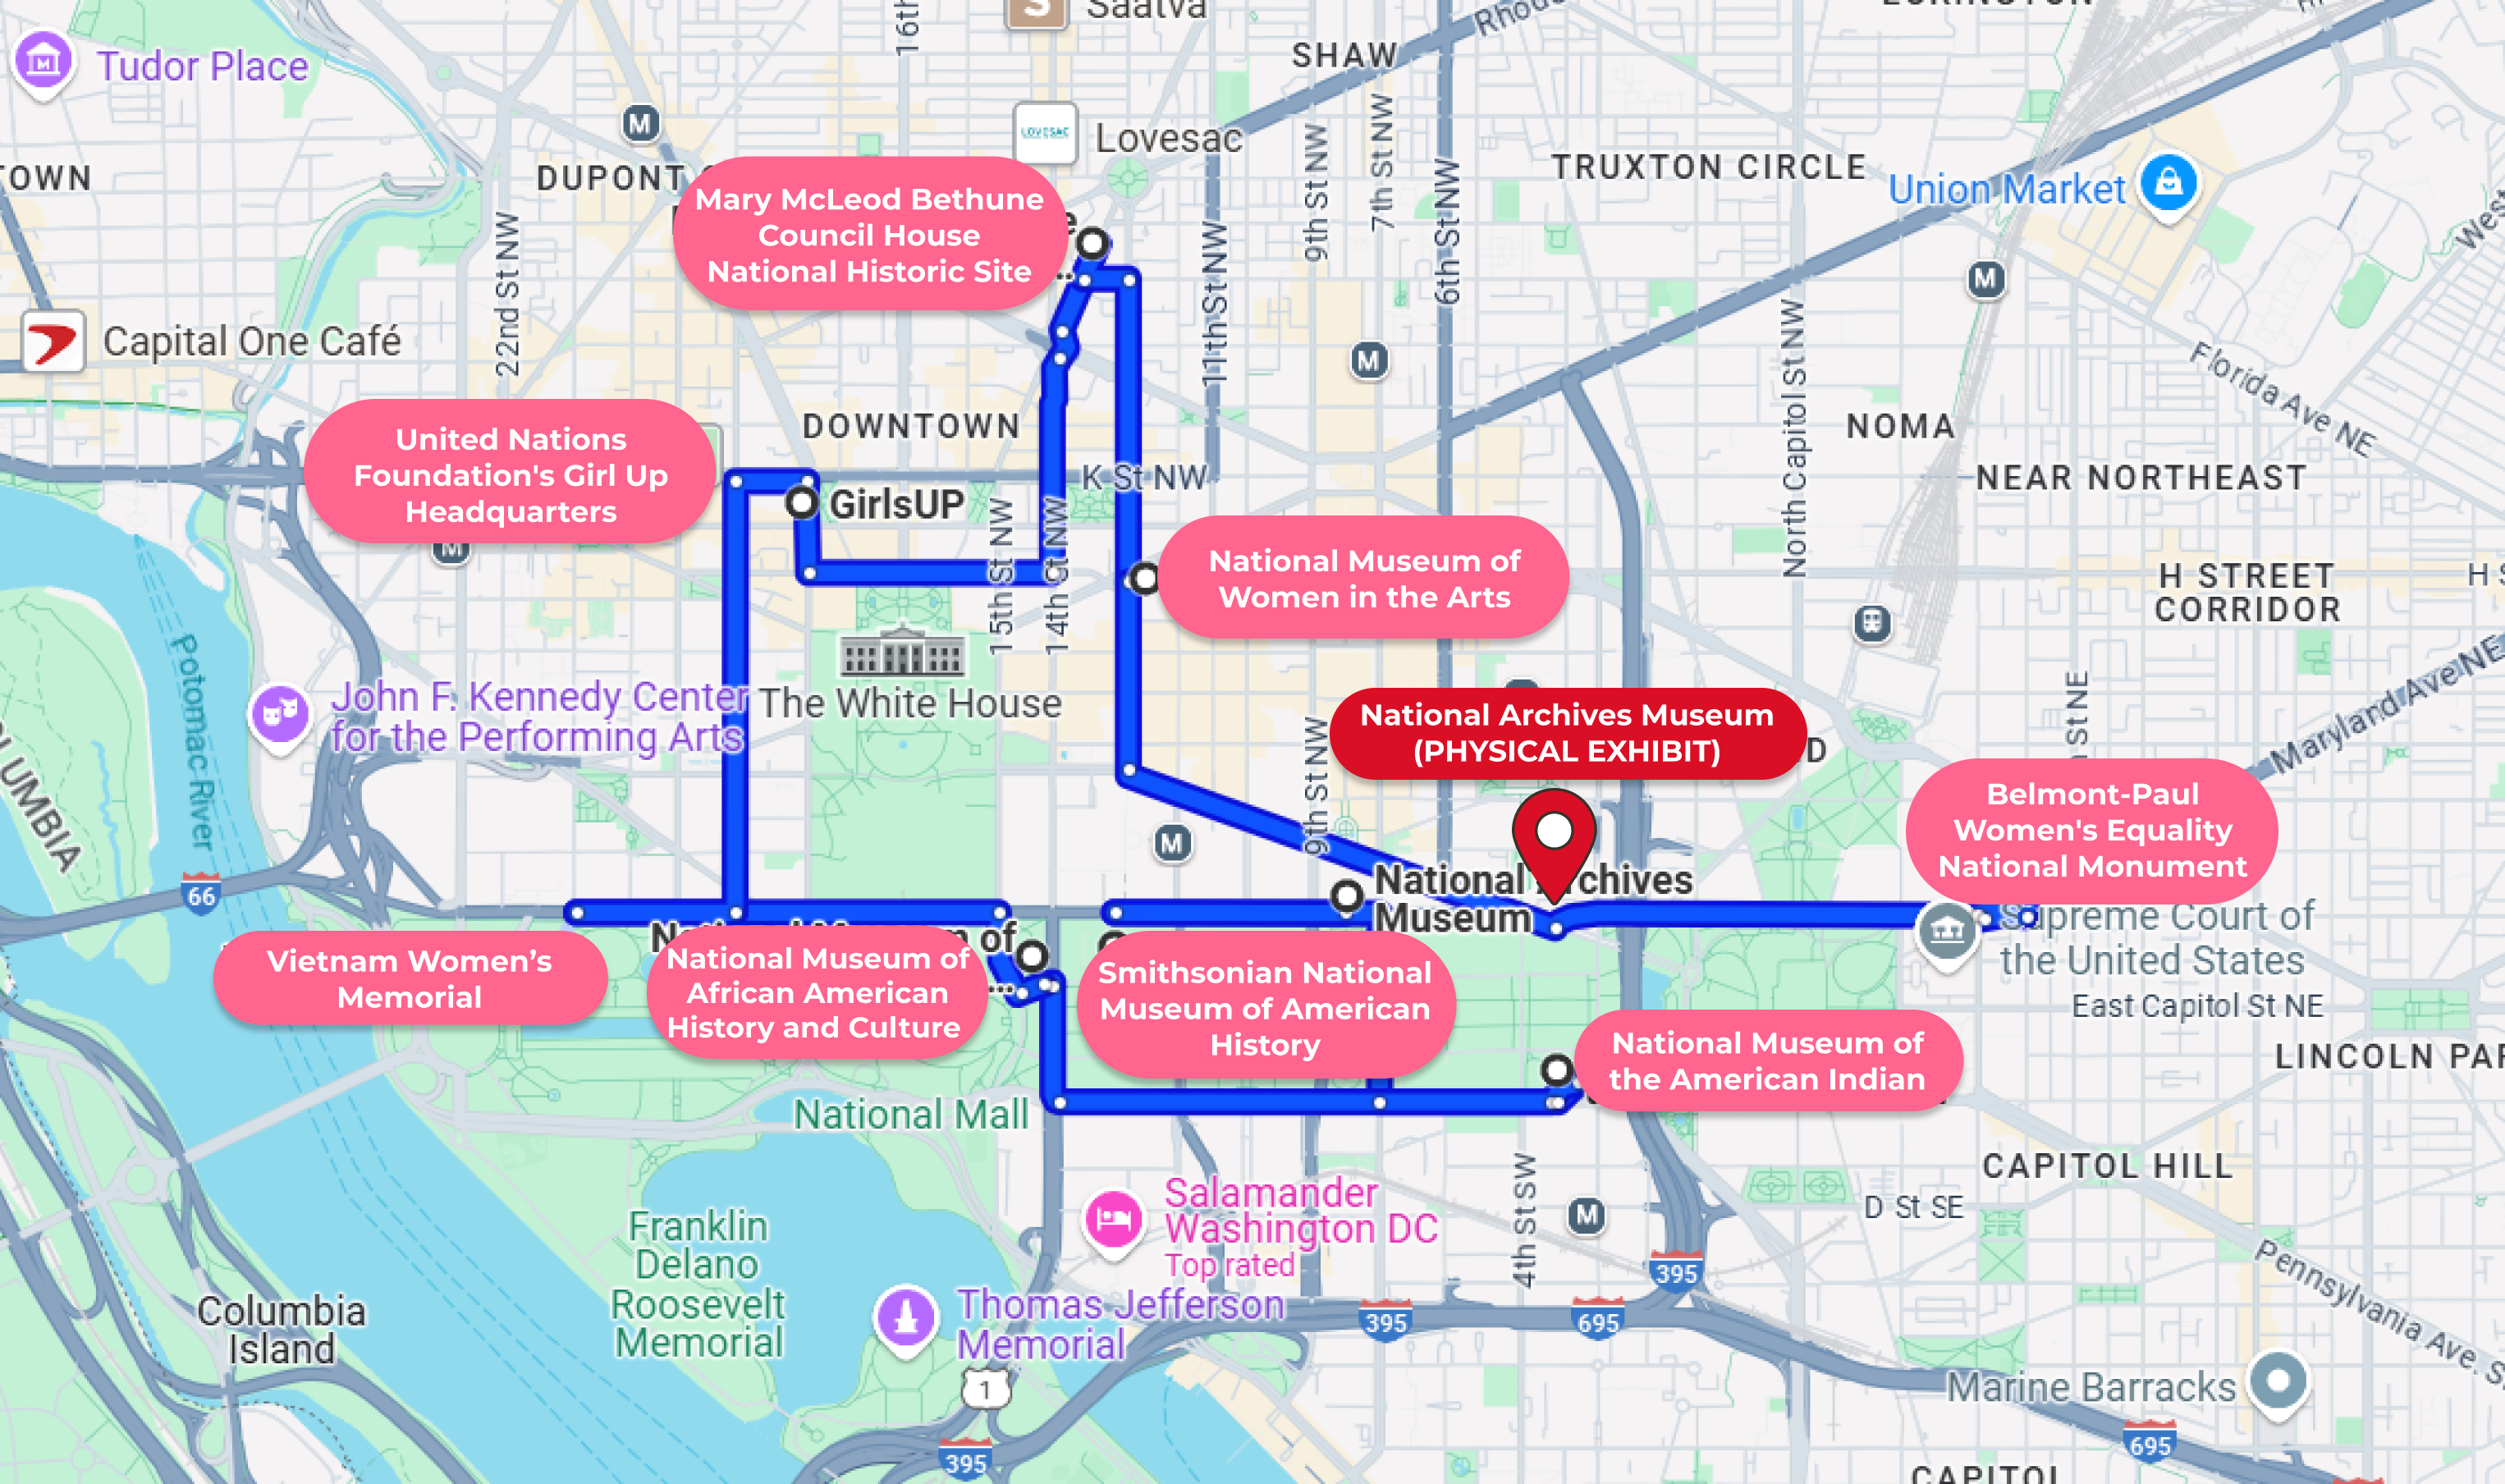 Saatva
16th
SHAW
Rhode
Tudor Place
M
LOVESAC
Lovesac
9th St NW
7th St NW
6th St NW
TRUXTON CIRCLE
Union Market
TOWN
DUPONT
Mary McLeod Bethune
Council House
National Historic Site
22nd St NW
11th St NW
M
West
Capital One Café
M
North Capitol St NW
Florida Ave NE
United Nations
Foundation's Girl Up
Headquarters
DOWNTOWN
NOMA
K St NW
NEAR NORTHEAST
GirlsUP
M
15th St NW
14th St NW
National Museum of
Women in the Arts
H STREET
CORRIDOR
H S
Potomac River
John F. Kennedy Center
for the Performing Arts
The White House
National Archives Museum
(PHYSICAL EXHIBIT)
D
St NE
Maryland Ave NE
UMBIA
9th St NW
M
Belmont-Paul
Women's Equality
National Monument
66
National Archives
Museum
Supreme Court of
the United States
East Capitol St NE
National Museum of
Vietnam Women’s
Memorial
National Museum of
African American
History and Culture
...
Smithsonian National
Museum of American
History
National Museum of
the American Indian
LINCOLN PAR
National Mall
CAPITOL HILL
Salamander
Washington DC
Top rated
4th St SW
M
D St SE
Franklin
Delano
Roosevelt
Memorial
395
Pennsylvania Ave. S
Columbia
Island
Thomas Jefferson
Memorial
395
695
1
Marine Barracks
695
395
CAPITOL